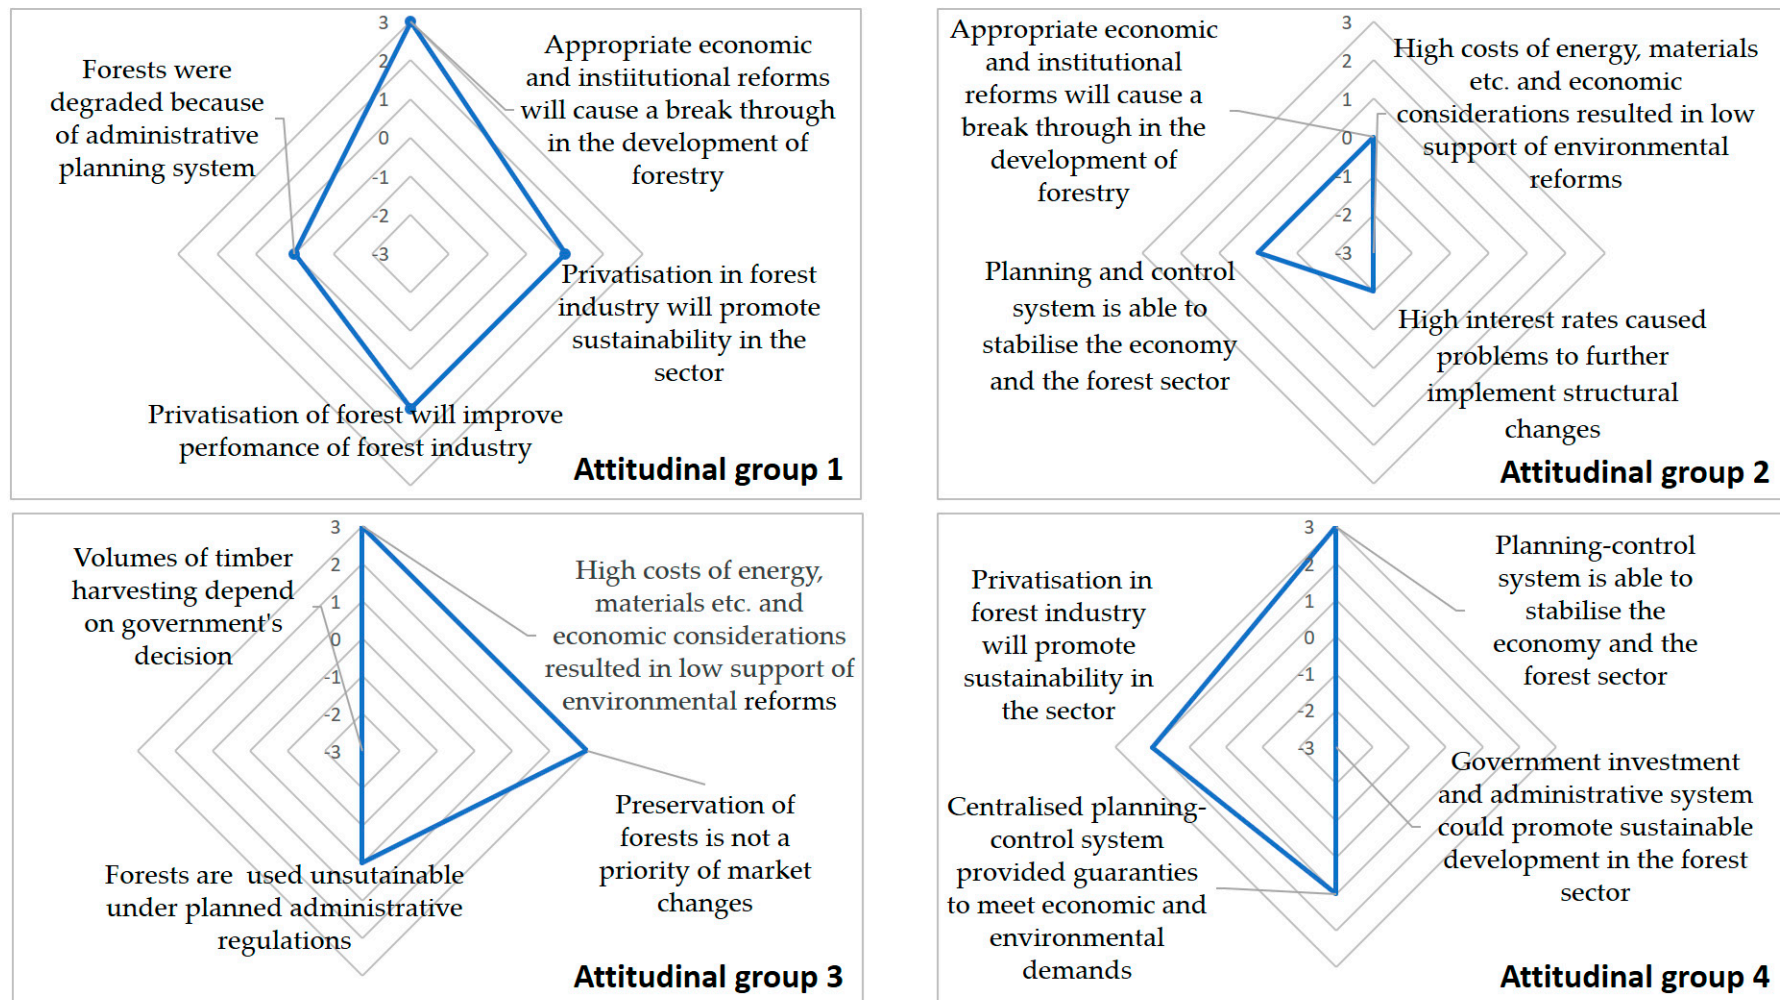 3
2
1
0
-1
-2
-3
Forests were
degraded because
of administrative
planning system
Appropriate economic
and instiitutional reforms
will cause a break through
in the development of
forestry
Privatisation in forest
industry will promote
sustainability in the
sector
Privatisation of forest will improve
perfomance of forest industry
Attitudinal group 1
3
2
1
0
-1
-2
-3
Appropriate economic
and institutional
reforms will cause a
break through in the
development of
forestry
High costs of energy, materials
etc. and economic
considerations resulted in low
support of environmental
reforms
Planning and control
system is able to
stabilise the economy
and the forest sector
High interest rates caused
problems to further
implement structural
changes
Attitudinal group 2
3
2
1
0
-1
-2
-3
Volumes of timber
harvesting depend
on government's
decision
High costs of energy,
materials etc. and
economic considerations
resulted in low support of
environmental reforms
Preservation of
forests is not a
priority of market
changes
Forests are used unsutainable
under planned administrative
regulations
Attitudinal group 3
3
2
1
0
-1
-2
-3
Privatisation in
forest industry
will promote
sustainability in
the sector
Planning-control
system is able to
stabilise the
economy and the
forest sector
Centralised planning-
control system
provided guaranties
to meet economic and
environmental
demands
Government investment
and administrative system
could promote sustainable
development in the forest
sector
Attitudinal group 4